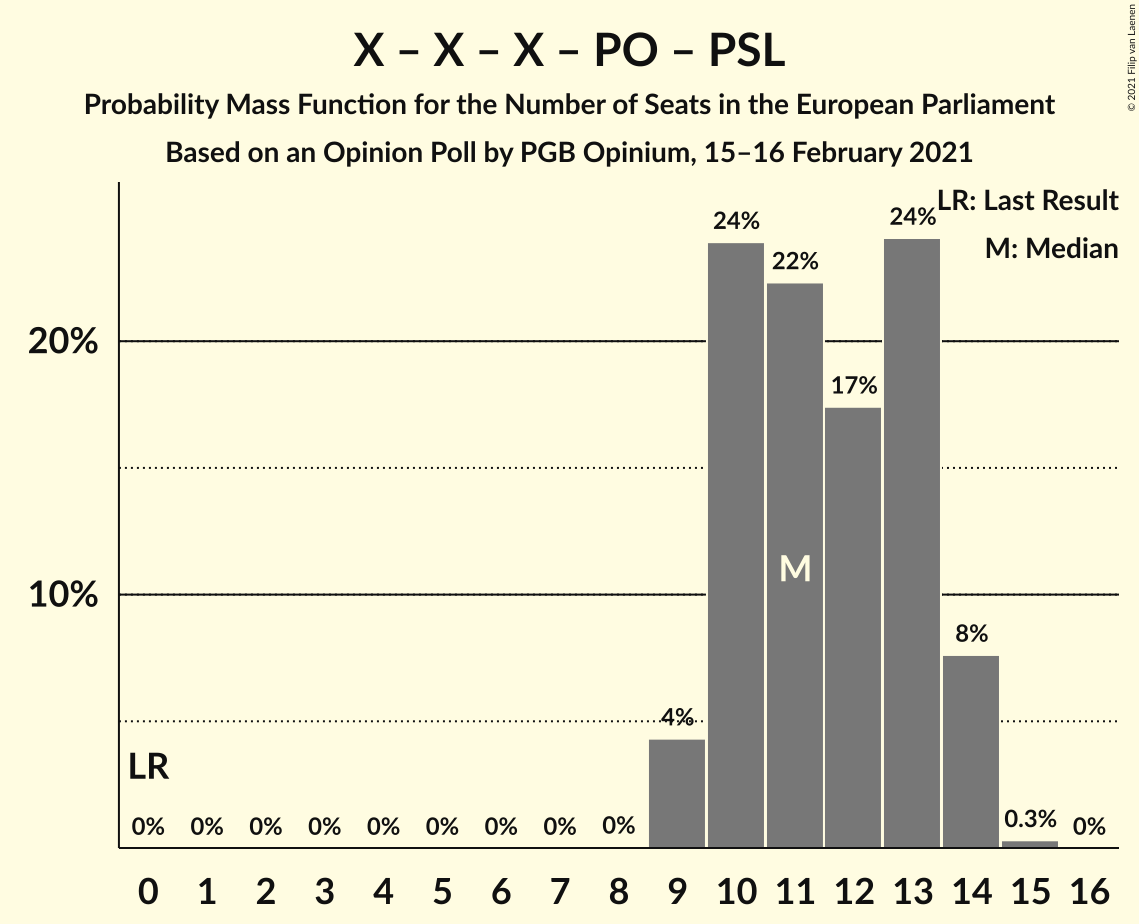 X – X – X – PO – PSL
Probability Mass Function for the Number of Seats in the European Parliament
Based on an Opinion Poll by PGB Opinium, 15–16 February 2021
© 2021 Filip van Laenen
LR: Last Result
M: Median
20%
10%
24%
22%
17%
24%
8%
4%
0.3%
M
LR
0% 0% 0% 0% 0% 0% 0% 0% 0% 0%
0 1 2 3 4 5 6 7 8 9 10 11 12 13 14 15 16